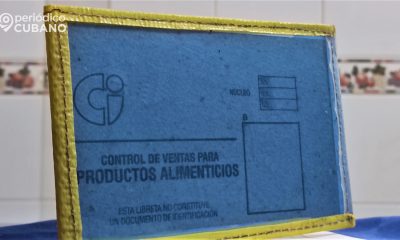 periódico
CUBANO
CI
NÚCLEO
CONTROL DE VENTAS PARA
PRODUCTOS ALIMENTICIOS
ESTA LIBRETA NO CONSTITUYE
UN DOCUMENTO DE IDENTIFICACIÓN